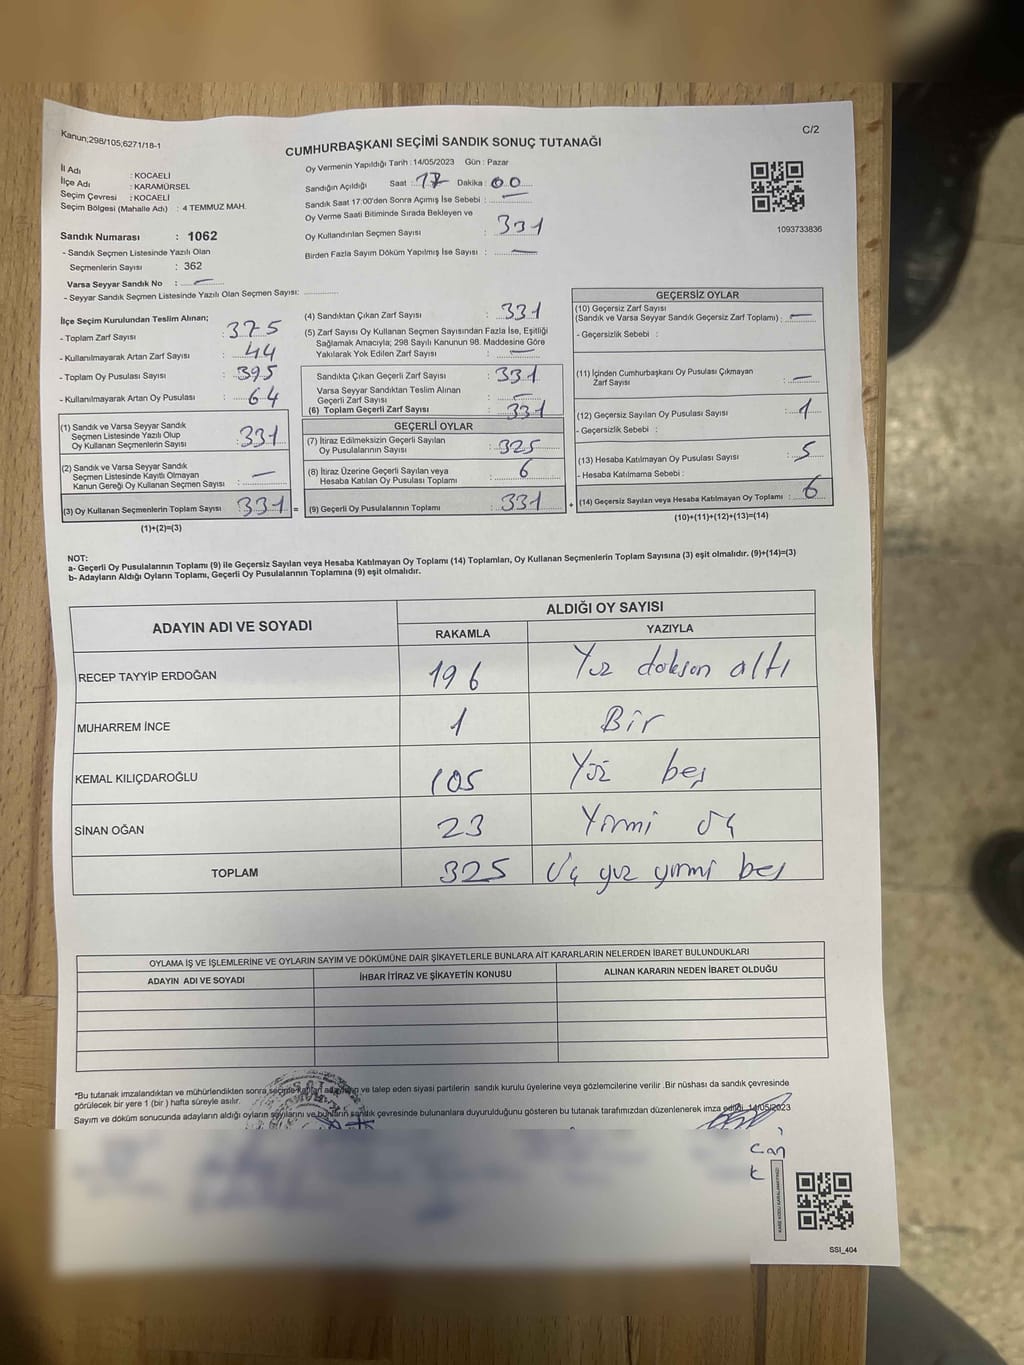 Kanun;298/105,6271/18-1
C/2
CUMHURBAŞKANI SEÇİMİ SANDIK SONUÇ TUTANAĞI
İl Adı : KOCAELİ
İlçe Adı : KARAMÜRSEL
Seçim Çevresi : KOCAELİ
Seçim Bölgesi (Mahalle Adı) : 4 TEMMUZ MAH.
Sandık Numarası : 1062
- Sandık Seçmen Listesinde Yazılı Olan
Seçmenlerin Sayısı : 362
Varsa Seyyar Sandık No : —
- Seyyar Sandık Seçmen Listesinde Yazılı Olan Seçmen Sayısı: ..............
Oy Vermenin Yapıldığı Tarih :14/05/2023 Gün : Pazar
Sandığın Açıldığı Saat : 17 Dakika : 00
Sandık Saat 17:00'den Sonra Açımış İse Sebebi : —
Oy Verme Saati Bitiminde Sırada Bekleyen ve
Oy Kullandırılan Seçmen Sayısı : 331
Birden Fazla Sayım Döküm Yapılmış İse Sayısı : —
1093733836
İlçe Seçim Kurulundan Teslim Alınan;
- Toplam Zarf Sayısı : 375
- Kullanılmayarak Artan Zarf Sayısı : 44
- Toplam Oy Pusulası Sayısı : 395
- Kullanılmayarak Artan Oy Pusulası : 64
(1) Sandık ve Varsa Seyyar Sandık
Seçmen Listesinde Yazılı Olup
Oy Kullanan Seçmenlerin Sayısı : 331
(2) Sandık ve Varsa Seyyar Sandık
Seçmen Listesinde Kayıtlı Olmayan
Kanun Gereği Oy Kullanan Seçmen Sayısı : —
(3) Oy Kullanan Seçmenlerin Toplam Sayısı 331 =
(1)+(2)=(3)
(4) Sandıktan Çıkan Zarf Sayısı : 331
(5) Zarf Sayısı Oy Kullanan Seçmen Sayısından Fazla İse, Eşitliği
Sağlamak Amacıyla; 298 Sayılı Kanunun 98. Maddesine Göre
Yakılarak Yok Edilen Zarf Sayısı : —
Sandıkta Çıkan Geçerli Zarf Sayısı : 331
Varsa Seyyar Sandıktan Teslim Alınan
Geçerli Zarf Sayısı : —
(6) Toplam Geçerli Zarf Sayısı : 331
GEÇERLİ OYLAR
(7) İtiraz Edilmeksizin Geçerli Sayılan
Oy Pusulalarının Sayısı : 325
(8) İtiraz Üzerine Geçerli Sayılan veya
Hesaba Katılan Oy Pusulası Toplamı : 6
(9) Geçerli Oy Pusulalarının Toplamı : 331 +
GEÇERSİZ OYLAR
(10) Geçersiz Zarf Sayısı
(Sandık ve Varsa Seyyar Sandık Geçersiz Zarf Toplamı) : —
- Geçersizlik Sebebi :
(11) İçinden Cumhurbaşkanı Oy Pusulası Çıkmayan
Zarf Sayısı : —
(12) Geçersiz Sayılan Oy Pusulası Sayısı : 1
- Geçersizlik Sebebi :
(13) Hesaba Katılmayan Oy Pusulası Sayısı : 5
- Hesaba Katılmama Sebebi :
(14) Geçersiz Sayılan veya Hesaba Katılmayan Oy Toplamı : 6
(10)+(11)+(12)+(13)=(14)
NOT:
a- Geçerli Oy Pusulalarının Toplamı (9) ile Geçersiz Sayılan veya Hesaba Katılmayan Oy Toplamı (14) Toplamları, Oy Kullanan Seçmenlerin Toplam Sayısına (3) eşit olmalıdır. (9)+(14)=(3)
b- Adayların Aldığı Oyların Toplamı, Geçerli Oy Pusulalarının Toplamına (9) eşit olmalıdır.
ADAYIN ADI VE SOYADI
ALDIĞI OY SAYISI
RAKAMLA YAZIYLA
RECEP TAYYİP ERDOĞAN 196 Yüz doksan altı
MUHARREM İNCE 1 Bir
KEMAL KILIÇDAROĞLU 105 Yüz beş
SİNAN OĞAN 23 Yirmi üç
TOPLAM 325 Üç yüz yirmi beş
OYLAMA İŞ VE İŞLEMLERİNE VE OYLARIN SAYIM VE DÖKÜMÜNE DAİR ŞİKAYETLERLE BUNLARA AİT KARARLARIN NELERDEN İBARET BULUNDUKLARI
ADAYIN ADI VE SOYADI İHBAR İTİRAZ VE ŞİKAYETİN KONUSU ALINAN KARARIN NEDEN İBARET OLDUĞU
*Bu tutanak imzalandıktan ve mühürlendikten sonra ve talep eden siyasi partilerin sandık kurulu üyelerine veya gözlemcilerine verilir .Bir nüshası da sandık çevresinde
görülecek bir yere 1 (bir ) hafta süreyle asılır.
Sayım ve döküm sonucunda adayların aldığı oyların sayılarını ve bunların sandık çevresinde bulunanlara duyurulduğunu gösteren bu tutanak tarafımızdan düzenlenerek imza edildi. 14/05/2023
can
SSI_404